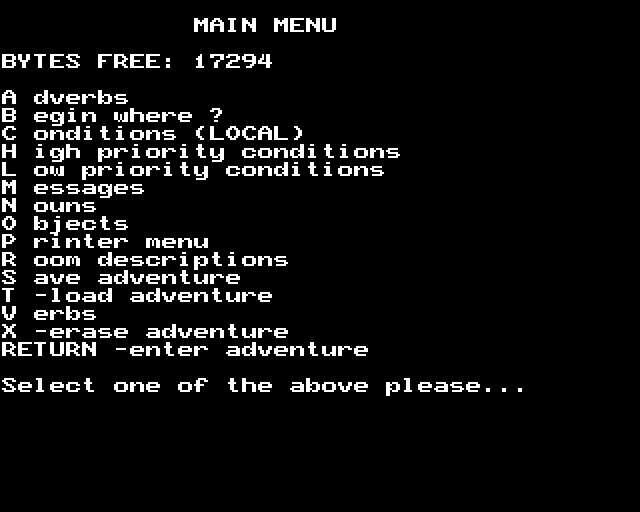 MAIN MENU
BYTES FREE: 17294
A dverbs
B egin where ?
C onditions (LOCAL)
H igh priority conditions
L ow priority conditions
M essages
N ouns
O bjects
P rinter menu
R oom descriptions
S ave adventure
T -load adventure
V erbs
X -erase adventure
RETURN -enter adventure
Select one of the above please...